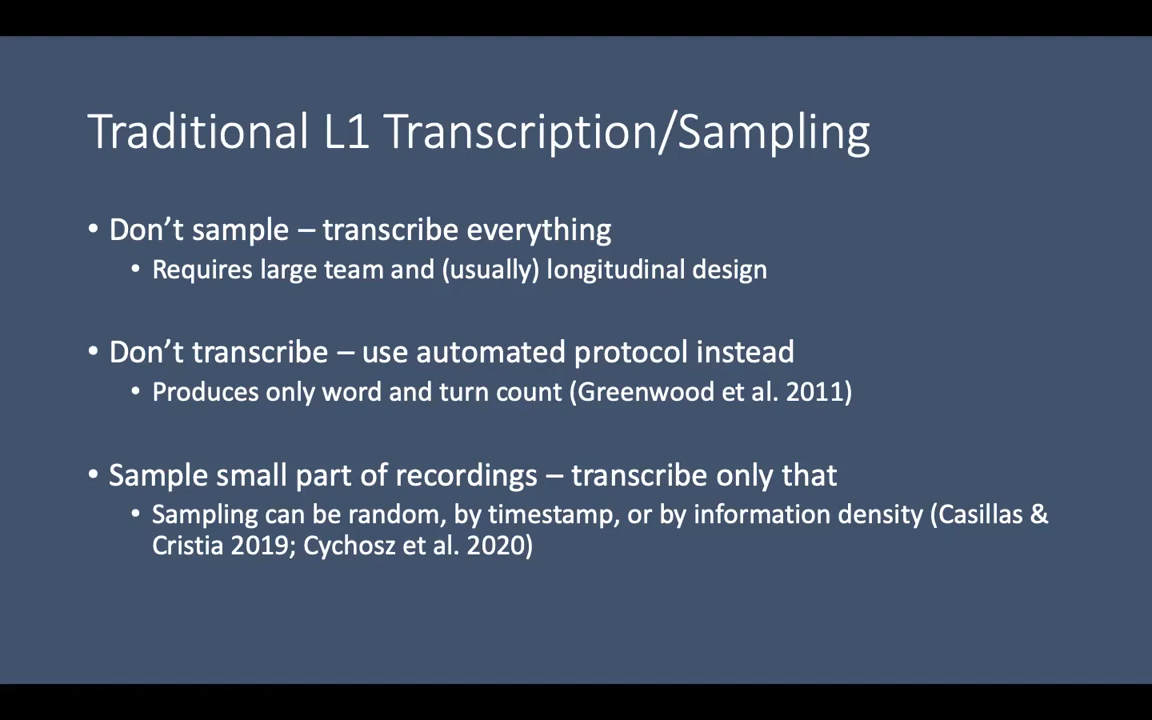 Traditional L1 Transcription/Sampling
• Don’t sample – transcribe everything
• Requires large team and (usually) longitudinal design
• Don’t transcribe – use automated protocol instead
• Produces only word and turn count (Greenwood et al. 2011)
• Sample small part of recordings – transcribe only that
• Sampling can be random, by timestamp, or by information density (Casillas &
Cristia 2019; Cychosz et al. 2020)